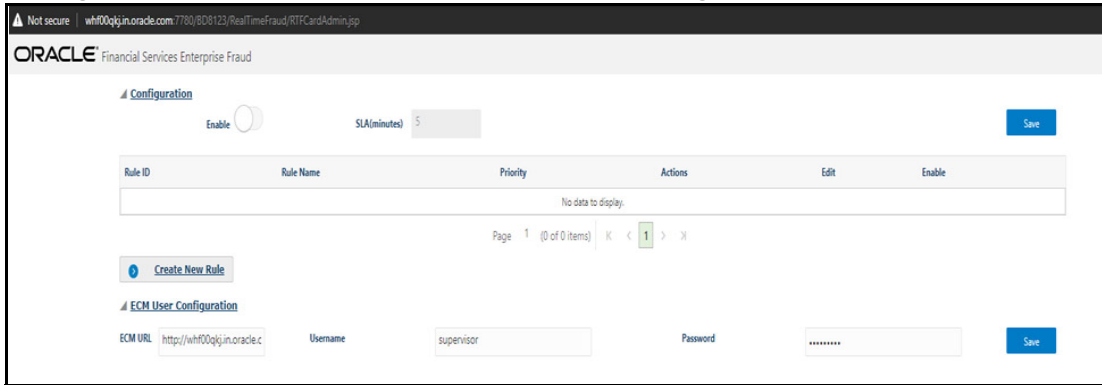 Not secure | whf00qkj.in.oracle.com:7780/BD8123/RealTimeFraud/RTFCardAdmin.jsp
ORACLE Financial Services Enterprise Fraud
Configuration
Enable SLA(minutes) 5 Save
Rule ID Rule Name Priority Actions Edit Enable
No data to display.
Page 1 (0 of 0 items) K < 1 > X
Create New Rule
ECM User Configuration
ECM URL http://whf00qkj.in.oracle.c Username supervisor Password ••••••••• Save